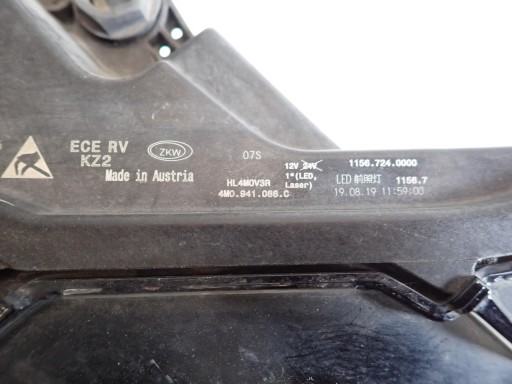 ECE RV
KZ2
ZKW
Made in Austria
07S
HL4M0V3R
4M0.941.086.C
12V 24V
1*(LED,
Laser)
1156.724.0000
LED 前照灯 1156.7
19.08.19 11:59:00